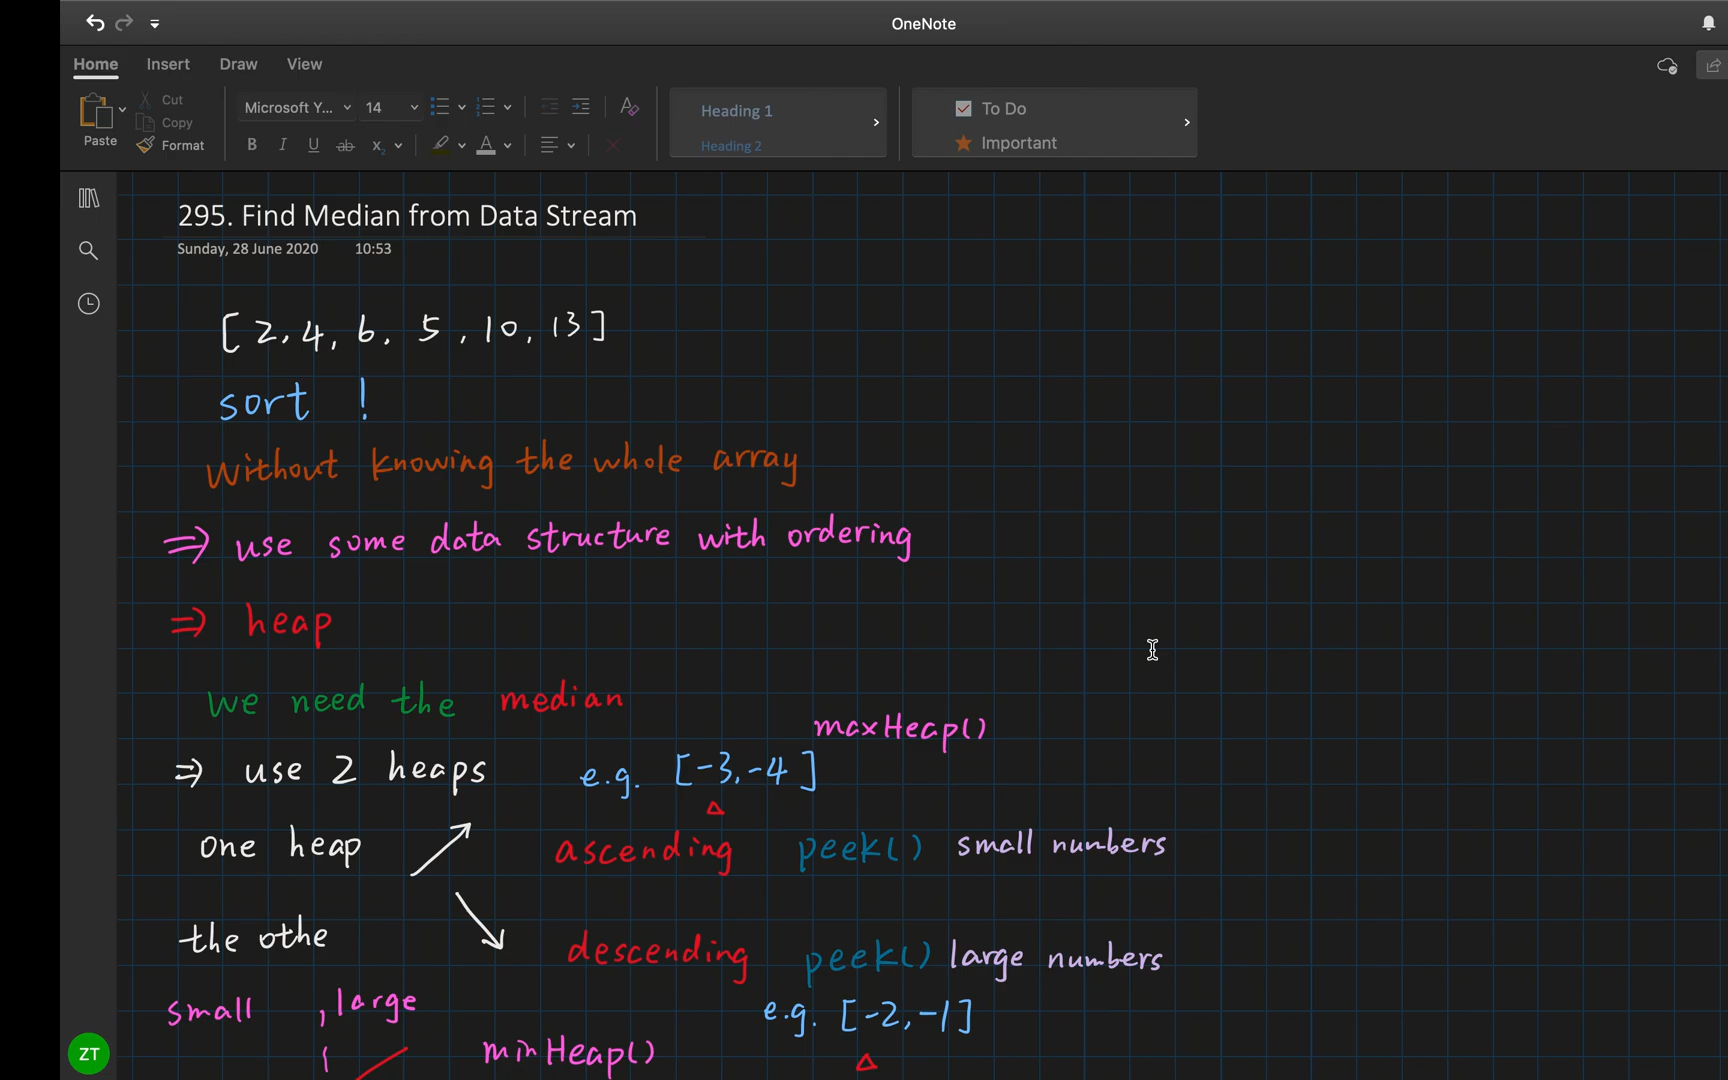 OneNote
Home Insert Draw View
Cut
Copy
Paste Format
Microsoft Y... 14
Heading 1
Heading 2
To Do
Important
295. Find Median from Data Stream
Sunday, 28 June 2020 10:53
[ 2, 4, 6, 5, 10, 13 ]
sort !
Without knowing the whole array
⇒ use some data structure with ordering
⇒ heap
We need the median
maxHeap()
⇒ use 2 heaps e.g. [-3,-4]
one heap ascending peek() small numbers
the othe descending peek() large numbers
small , large e.g. [-2,-1]
minHeap()
ZT